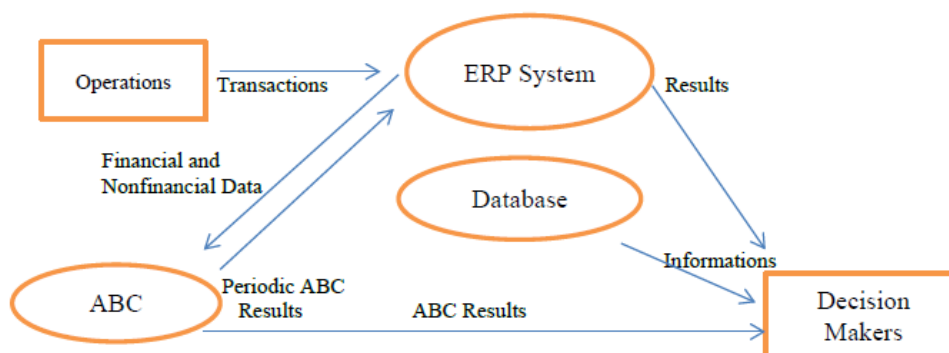 ERP System
Operations
Transactions
Results
Financial and
Nonfinancial Data
Database
Informations
ABC
Periodic ABC
Results
ABC Results
Decision
Makers